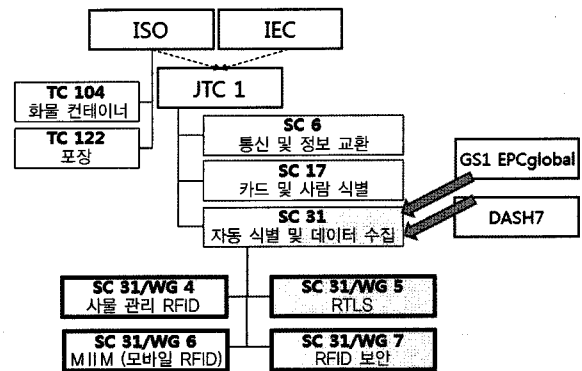 ISO
IEC
JTC 1
TC 104
화물 컨테이너
TC 122
포장
SC 6
통신 및 정보 교환
SC 17
카드 및 사람 식별
SC 31
자동 식별 및 데이터 수집
GS1 EPCglobal
DASH7
SC 31/WG 4
사물 관리 RFID
SC 31/WG 5
RTLS
SC 31/WG 6
MIIM (모바일 RFID)
SC 31/WG 7
RFID 보안